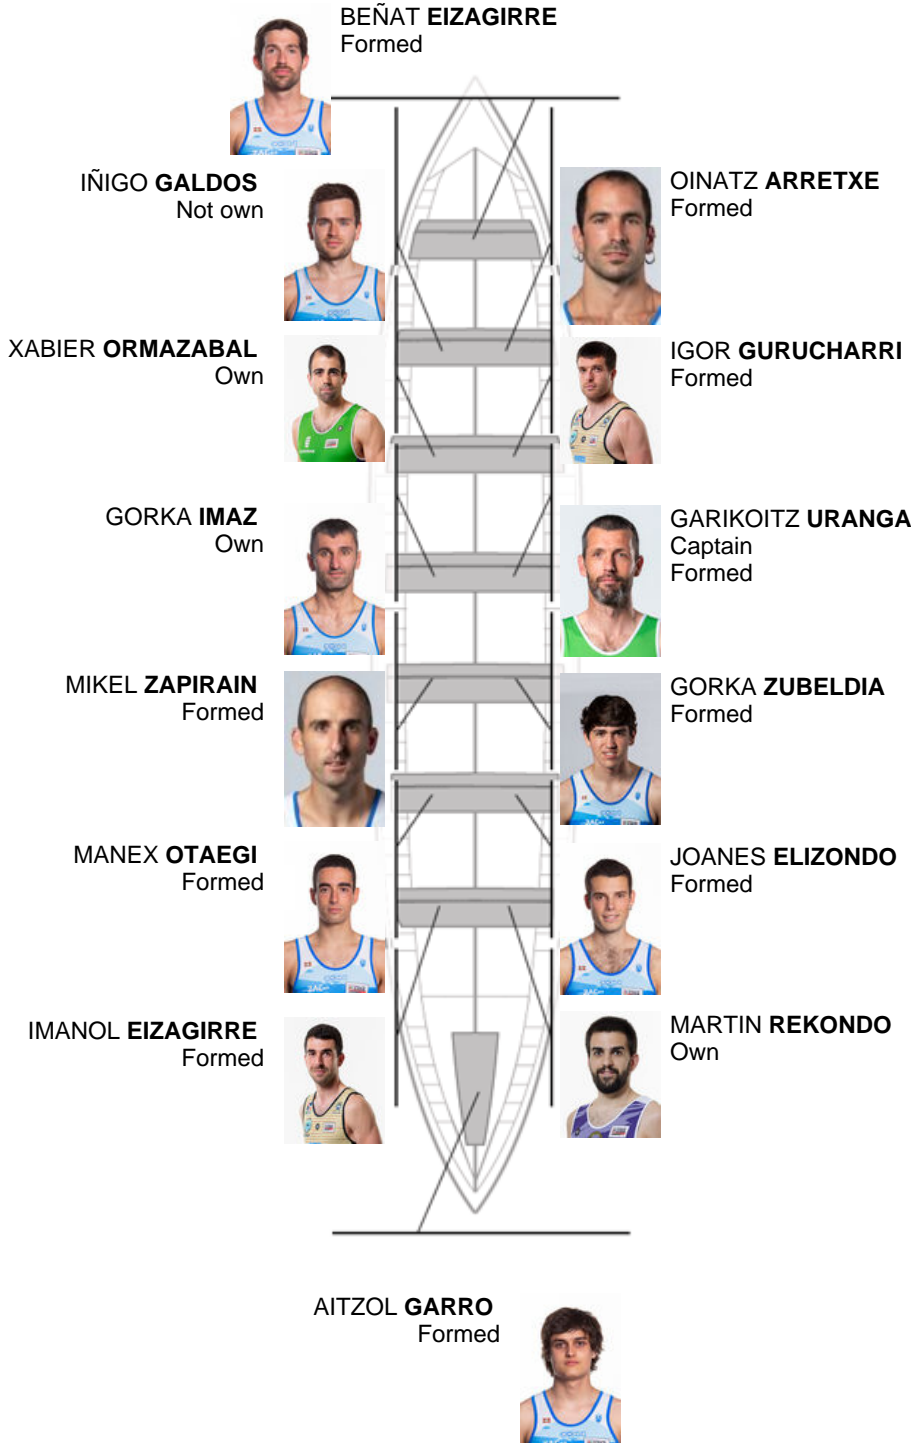 BEÑAT EIZAGIRRE
Formed
IÑIGO GALDOS
Not own
OINATZ ARRETXE
Formed
XABIER ORMAZABAL
Own
IGOR GURUCHARRI
Formed
GORKA IMAZ
Own
GARIKOITZ URANGA
Captain
Formed
MIKEL ZAPIRAIN
Formed
GORKA ZUBELDIA
Formed
MANEX OTAEGI
Formed
JOANES ELIZONDO
Formed
IMANOL EIZAGIRRE
Formed
MARTIN REKONDO
Own
AITZOL GARRO
Formed